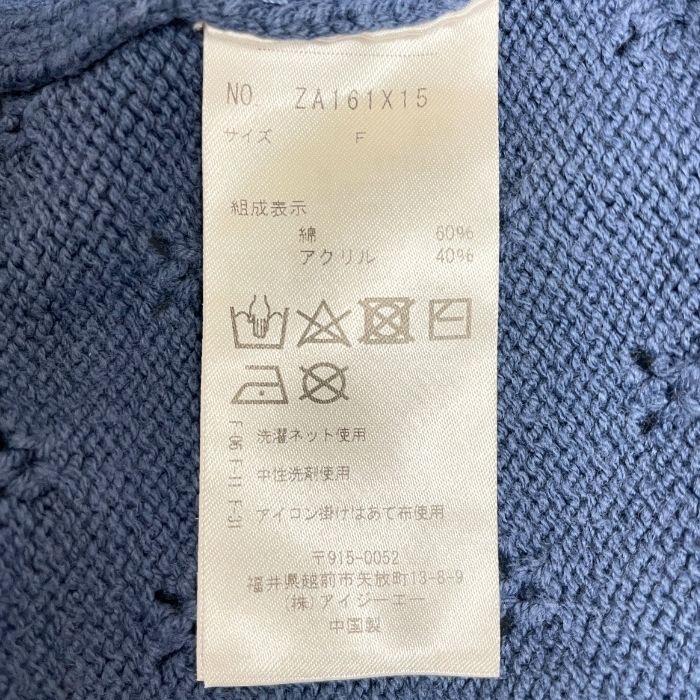 NO. ZA161X15
サイズ F
組成表示
綿 60%
アクリル 40%
洗濯ネット使用
中性洗剤使用
アイロン掛けはあて布使用
F-06 F-11 F-31
〒915-0052
福井県越前市矢放町13-8-9
(株)アイジーエー
中国製